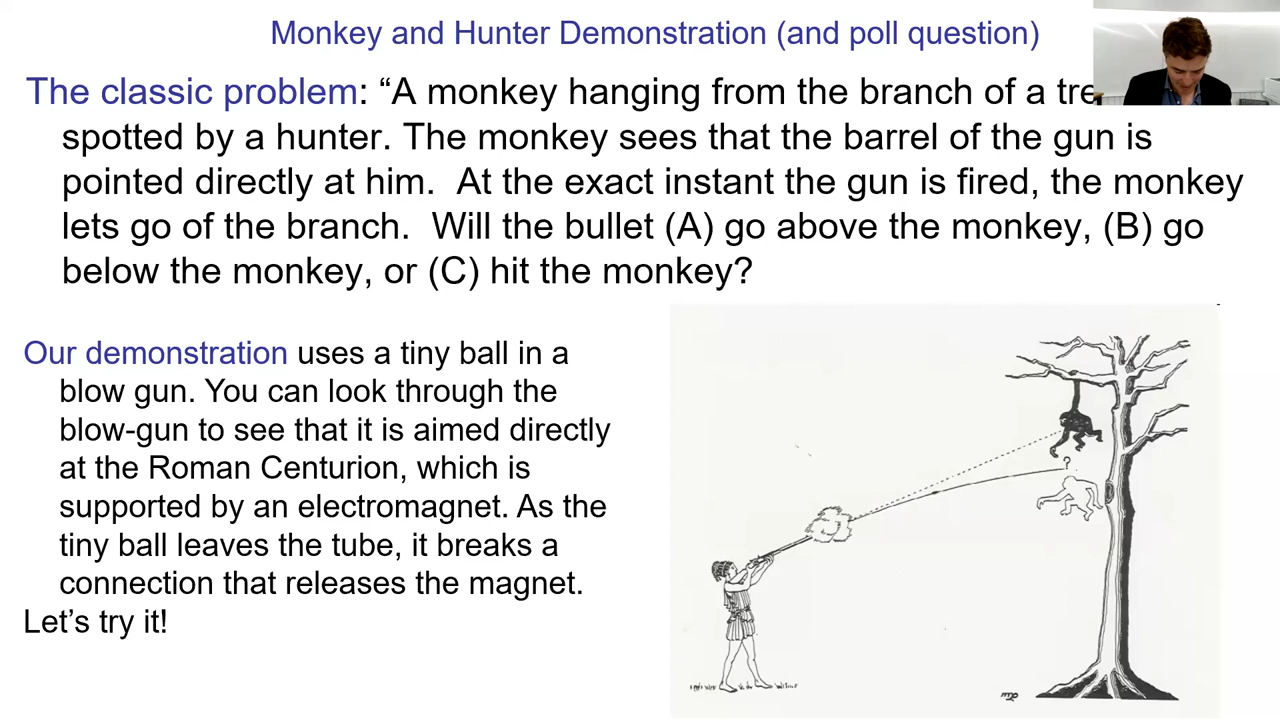 Monkey and Hunter Demonstration (and poll question)
The classic problem: “A monkey hanging from the branch of a tre
spotted by a hunter. The monkey sees that the barrel of the gun is
pointed directly at him. At the exact instant the gun is fired, the monkey
lets go of the branch. Will the bullet (A) go above the monkey, (B) go
below the monkey, or (C) hit the monkey?
Our demonstration uses a tiny ball in a
blow gun. You can look through the
blow-gun to see that it is aimed directly
at the Roman Centurion, which is
supported by an electromagnet. As the
tiny ball leaves the tube, it breaks a
connection that releases the magnet.
Let’s try it!
?